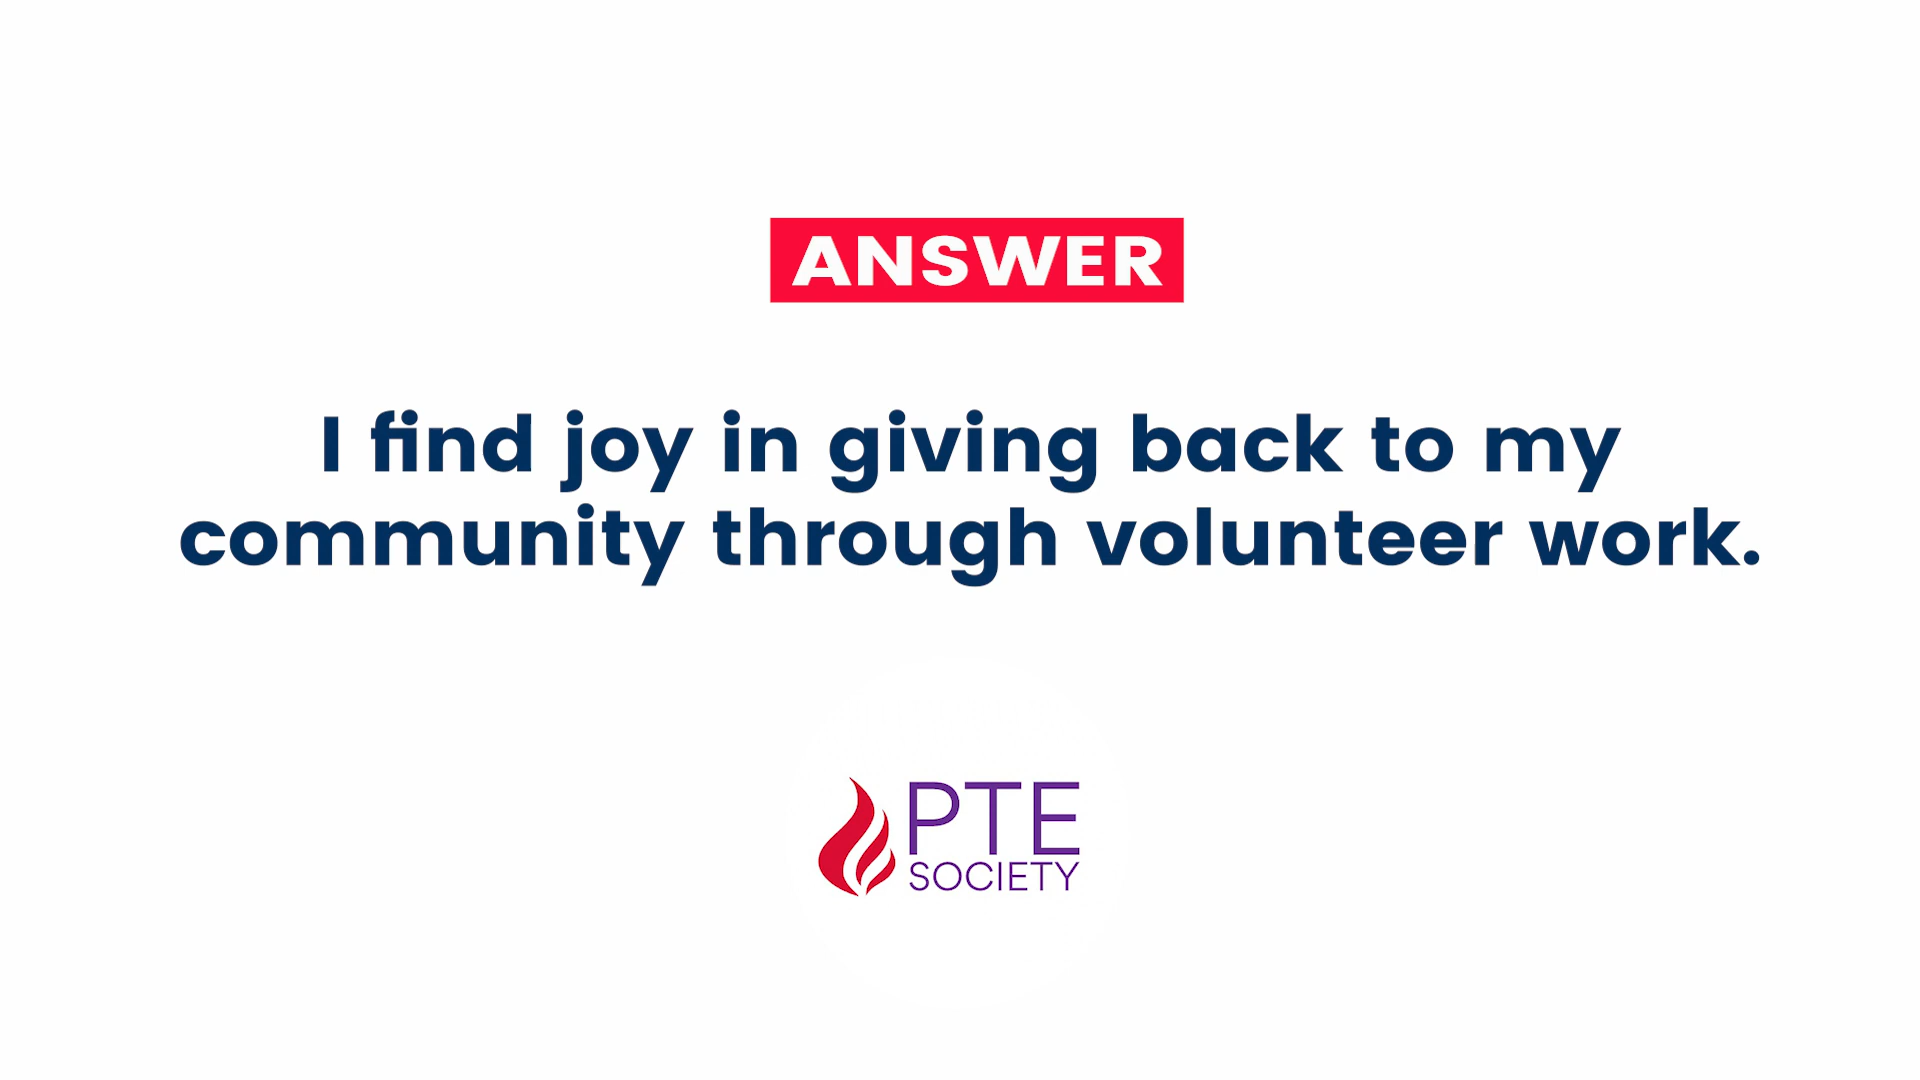 ANSWER
I find joy in giving back to my
community through volunteer work.
PTE
SOCIETY